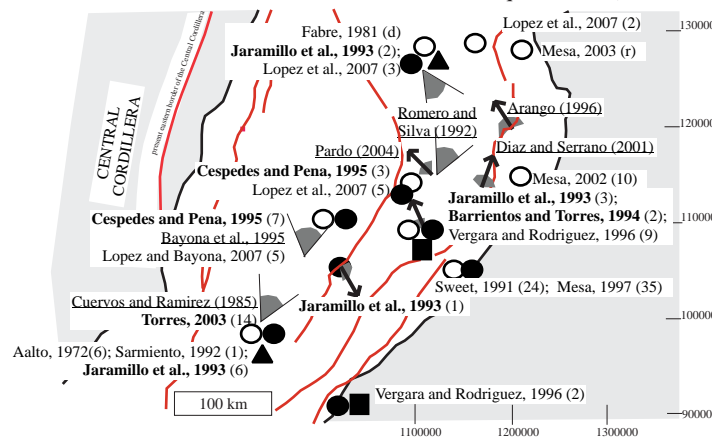 Lopez et al., 2007 (2)
1300000
Fabre, 1981 (d)
Jaramillo et al., 1993 (2);
Lopez et al., 2007 (3)
Mesa, 2003 (r)
present eastern border of the Central Cordillera
CENTRAL
CORDILLERA
Romero and
Silva (1992)
Arango (1996)
Pardo (2004)
Diaz and Serrano (2001)
Cespedes and Pena, 1995 (3)
Lopez et al., 2007 (5)
Mesa, 2002 (10)
Jaramillo et al., 1993 (3);
Barrientos and Torres, 1994 (2);
Vergara and Rodriguez, 1996 (9)
Cespedes and Pena, 1995 (7)
Bayona et al., 1995
Lopez and Bayona, 2007 (5)
Sweet, 1991 (24); Mesa, 1997 (35)
Cuervos and Ramirez (1985)
Torres, 2003 (14)
Jaramillo et al., 1993 (1)
Aalto, 1972(6); Sarmiento, 1992 (1);
Jaramillo et al., 1993 (6)
Vergara and Rodriguez, 1996 (2)
100 km
900000
1100000
1200000
1300000